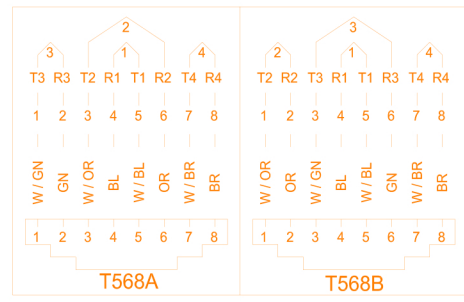 2
3 1 4
T3 R3 T2 R1 T1 R2 T4 R4
1 2 3 4 5 6 7 8
W / GN GN W / OR BL W / BL OR W / BR BR
1 2 3 4 5 6 7 8
T568A
3
2 1 4
T2 R2 T3 R1 T1 R3 T4 R4
1 2 3 4 5 6 7 8
W / OR OR W / GN BL W / BL GN W / BR BR
1 2 3 4 5 6 7 8
T568B